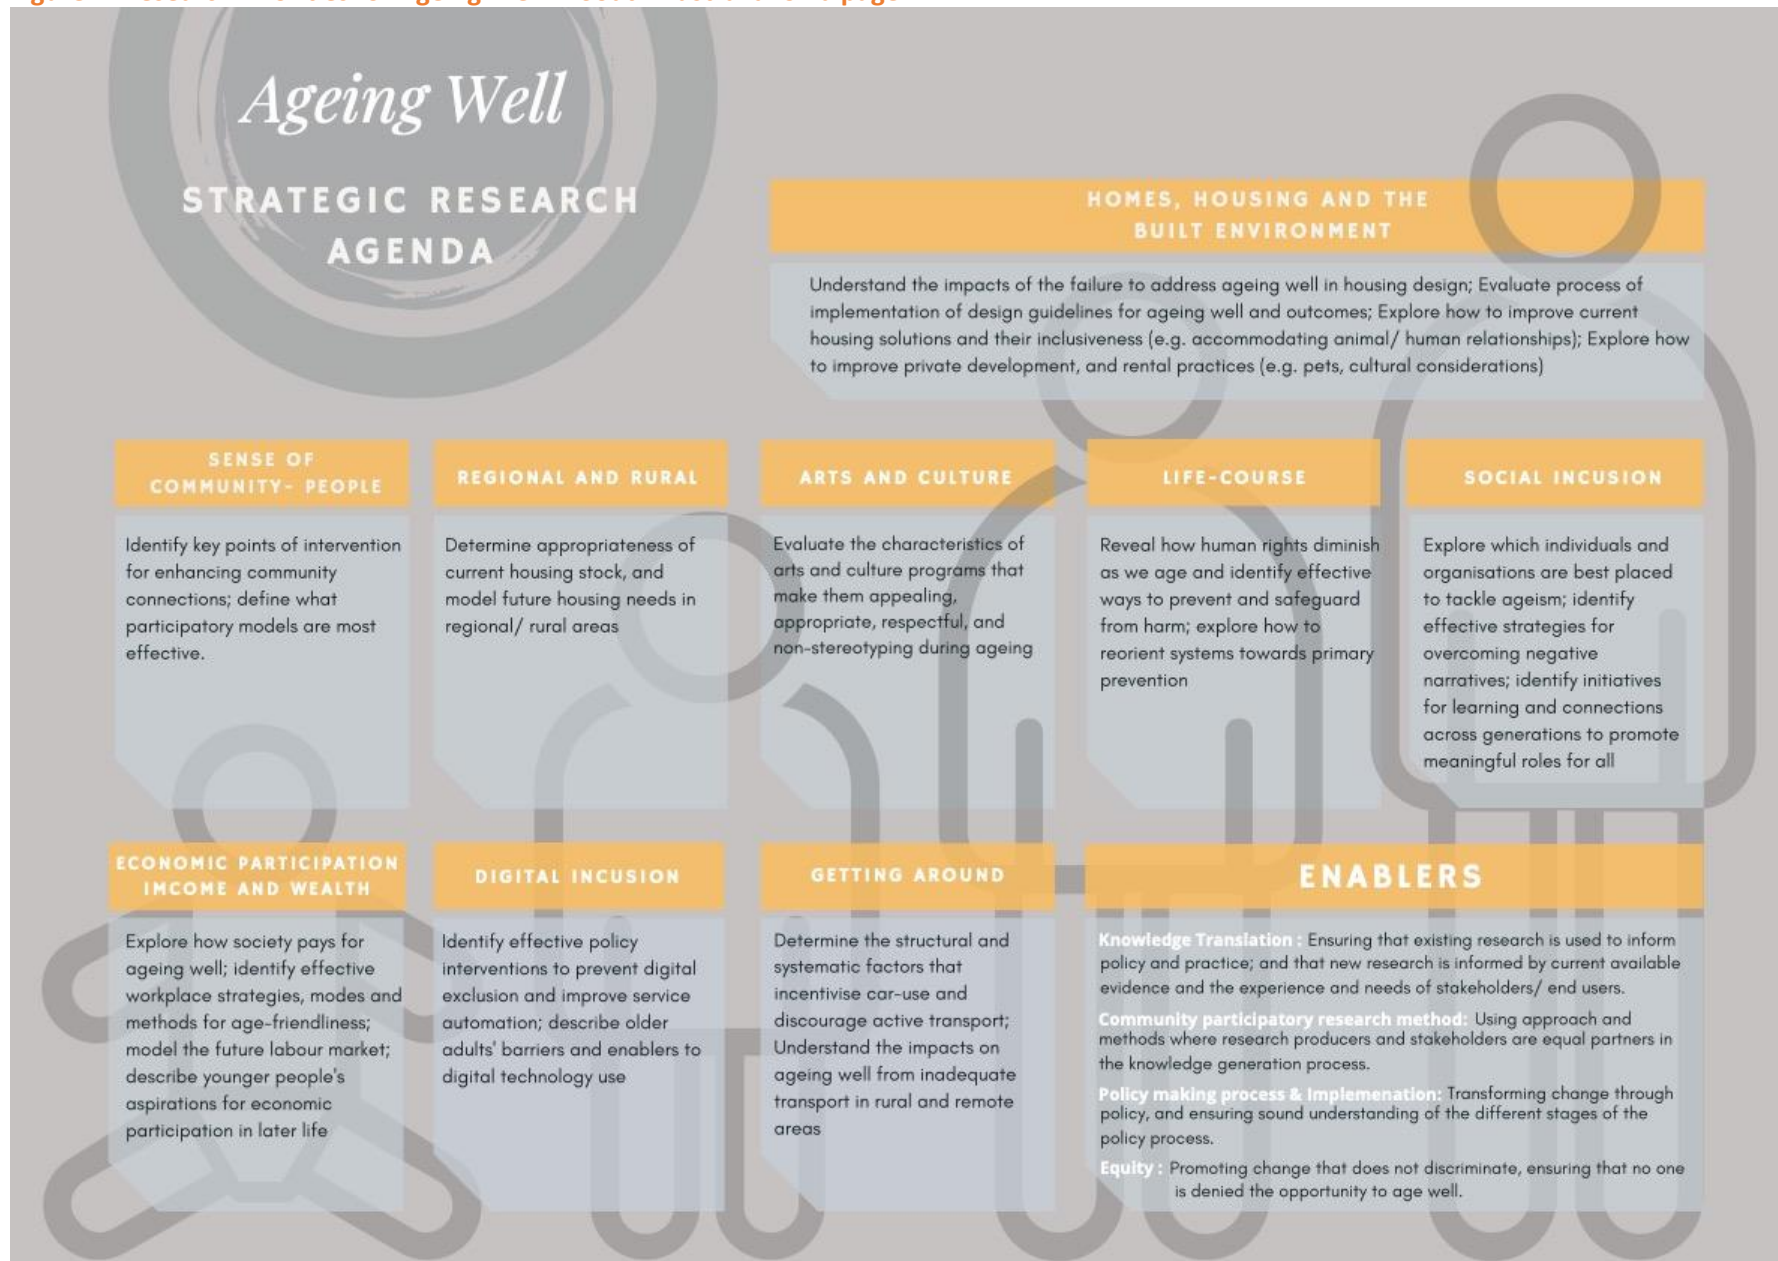 Ageing Well
STRATEGIC RESEARCH
AGENDA
HOMES, HOUSING AND THE
BUILT ENVIRONMENT
Understand the impacts of the failure to address ageing well in housing design; Evaluate process of
implementation of design guidelines for ageing well and outcomes; Explore how to improve current
housing solutions and their inclusiveness (e.g. accommodating animal/ human relationships); Explore how
to improve private development, and rental practices (e.g. pets, cultural considerations)
SENSE OF
COMMUNITY- PEOPLE
Identify key points of intervention
for enhancing community
connections; define what
participatory models are most
effective.
REGIONAL AND RURAL
Determine appropriateness of
current housing stock, and
model future housing needs in
regional/ rural areas
ARTS AND CULTURE
Evaluate the characteristics of
arts and culture programs that
make them appealing,
appropriate, respectful, and
non-stereotyping during ageing
LIFE-COURSE
Reveal how human rights diminish
as we age and identify effective
ways to prevent and safeguard
from harm; explore how to
reorient systems towards primary
prevention
SOCIAL INCUSION
Explore which individuals and
organisations are best placed
to tackle ageism; identify
effective strategies for
overcoming negative
narratives; identify initiatives
for learning and connections
across generations to promote
meaningful roles for all
ECONOMIC PARTICIPATION
IMCOME AND WEALTH
Explore how society pays for
ageing well; identify effective
workplace strategies, modes and
methods for age-friendliness;
model the future labour market;
describe younger people's
aspirations for economic
participation in later life
DIGITAL INCUSION
Identify effective policy
interventions to prevent digital
exclusion and improve service
automation; describe older
adults' barriers and enablers to
digital technology use
GETTING AROUND
Determine the structural and
systematic factors that
incentivise car-use and
discourage active transport;
Understand the impacts on
ageing well from inadequate
transport in rural and remote
areas
ENABLERS
Knowledge Translation : Ensuring that existing research is used to inform
policy and practice; and that new research is informed by current available
evidence and the experience and needs of stakeholders/ end users.
Community participatory research method: Using approach and
methods where research producers and stakeholders are equal partners in
the knowledge generation process.
Policy making process & Implemenation: Transforming change through
policy, and ensuring sound understanding of the different stages of the
policy process.
Equity : Promoting change that does not discriminate, ensuring that no one
is denied the opportunity to age well.